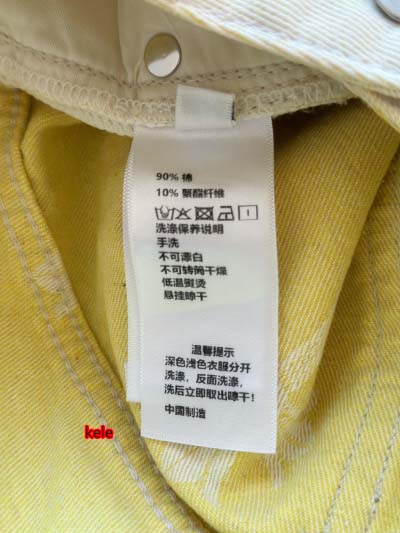 90% 棉
10% 聚酯纤维
洗涤保养说明
手洗
不可漂白
不可转筒干燥
低温熨烫
悬挂晾干
温馨提示
深色浅色衣服分开
洗涤，反面洗涤，
洗后立即取出晾干！
中国制造
kele